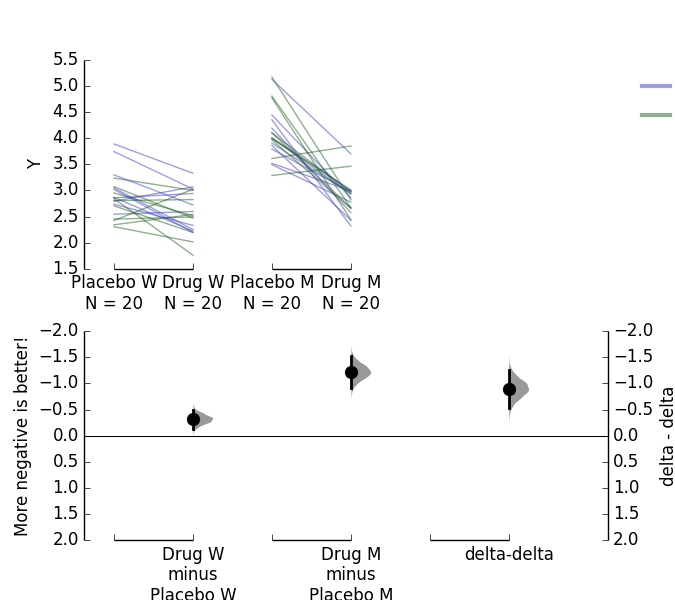 5.5
5.0
4.5
4.0
3.5
3.0
2.5
2.0
1.5
Y
Placebo W Drug W Placebo M Drug M
N = 20 N = 20 N = 20 N = 20
−2.0 −2.0
−1.5 −1.5
−1.0 −1.0
−0.5 −0.5
0.0 0.0
0.5 0.5
1.0 1.0
1.5 1.5
2.0 2.0
More negative is better!
delta - delta
Drug W Drug M delta-delta
minus minus
Placebo W Placebo M